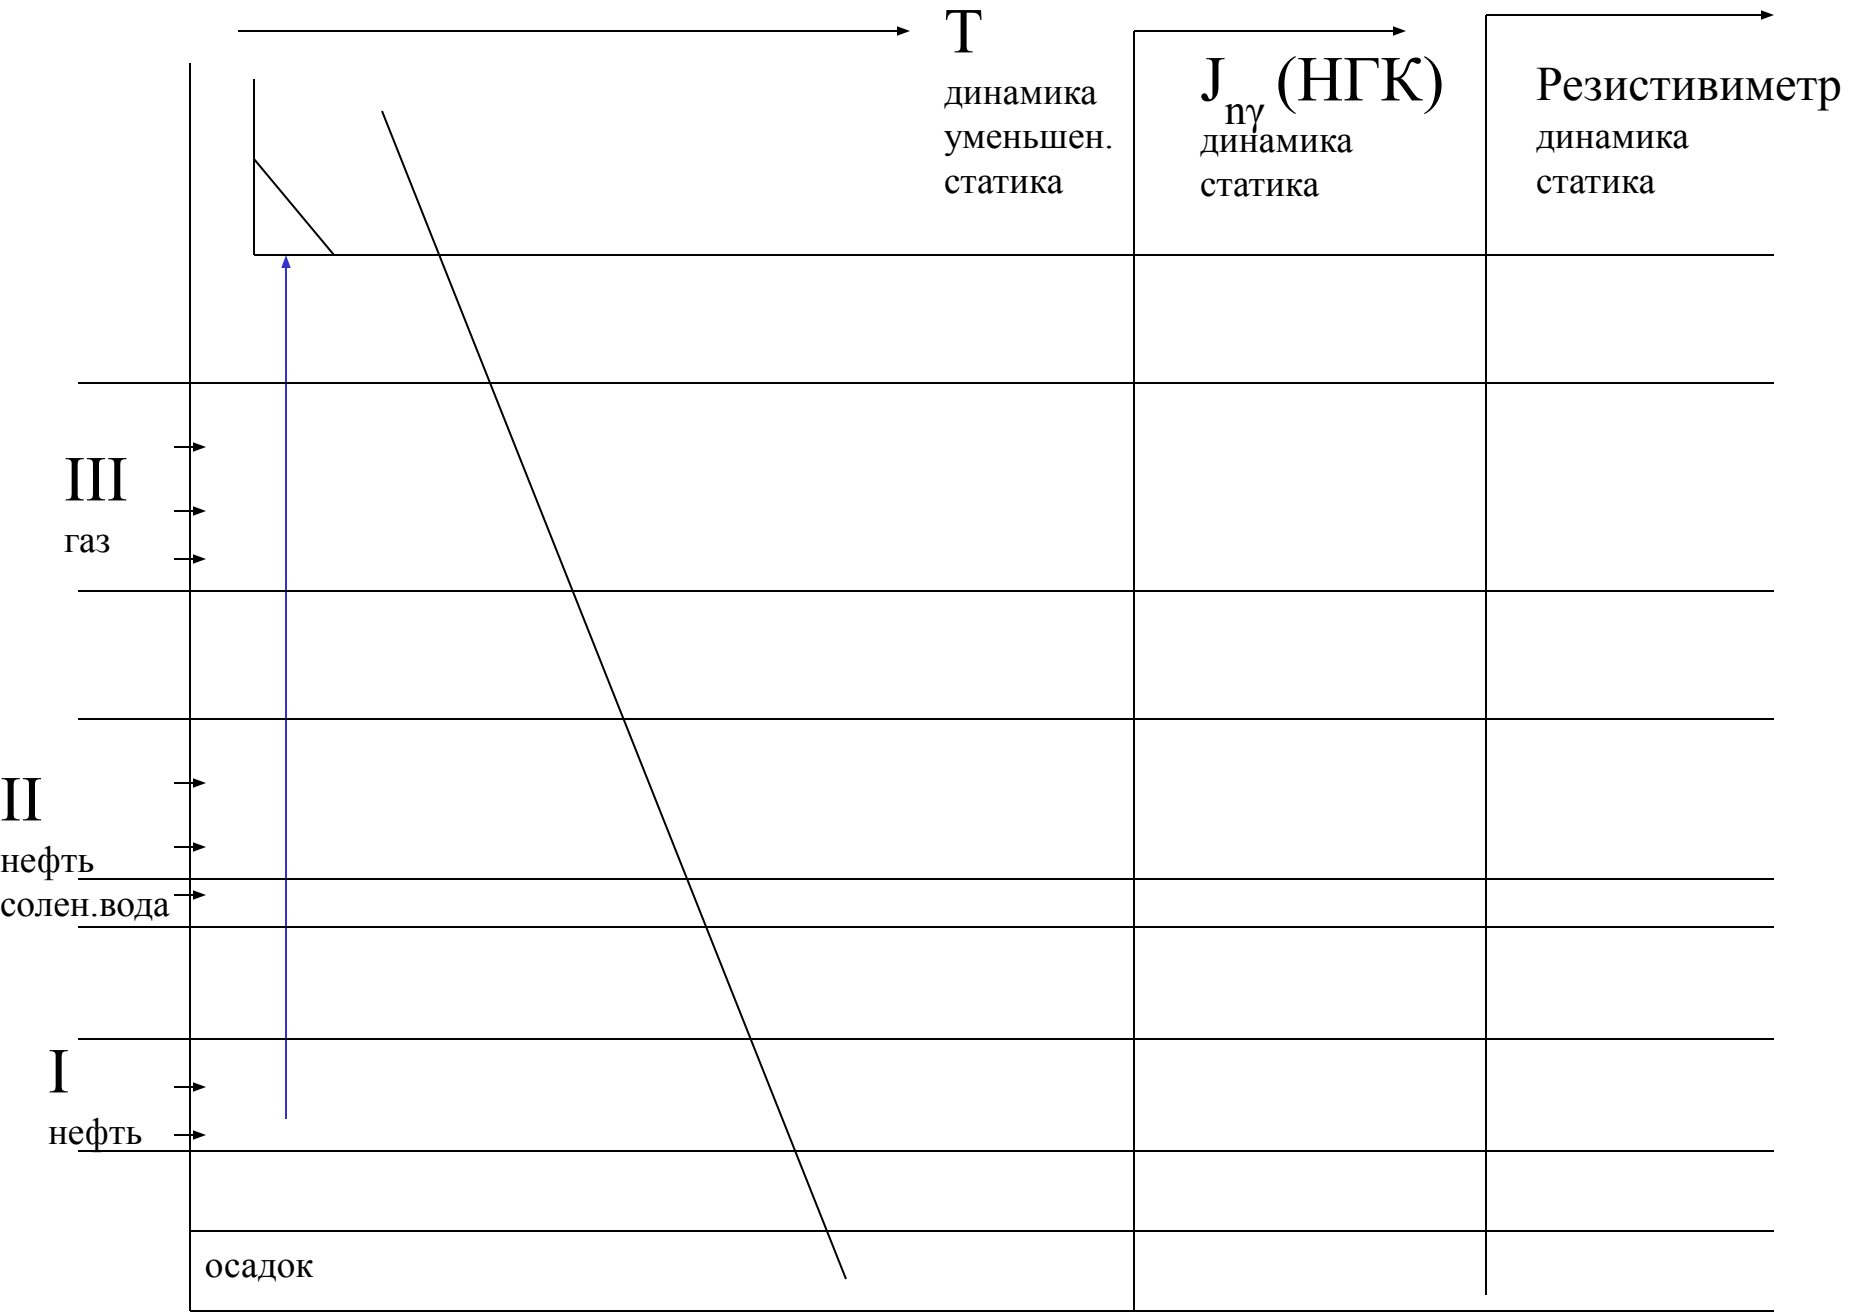 T
динамика
уменьшен.
статика
Jnγ (НГК)
динамика
статика
Резистивиметр
динамика
статика
III
газ
II
нефть
солен.вода
I
нефть
осадок